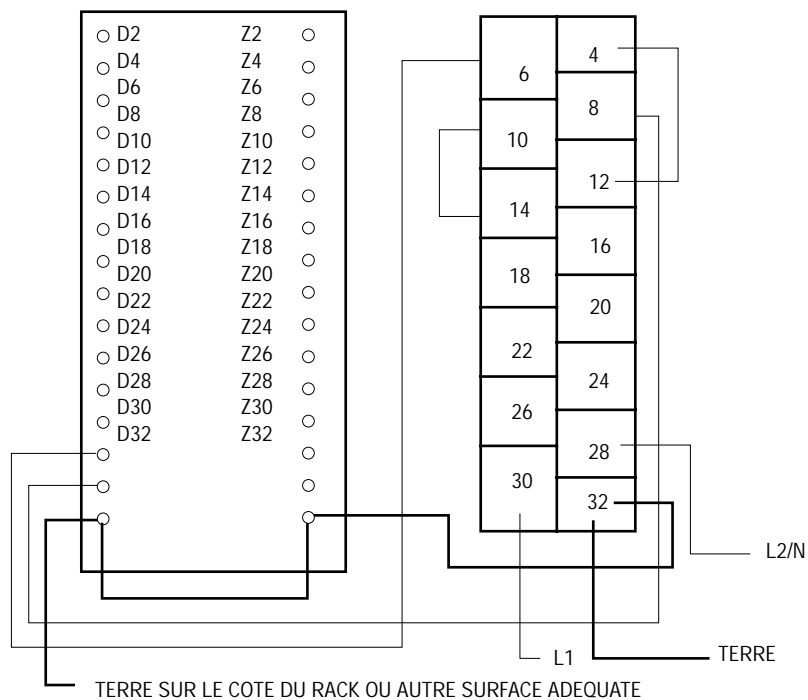 D2 Z2
D4 Z4
D6 Z6
D8 Z8
D10 Z10
D12 Z12
D14 Z14
D16 Z16
D18 Z18
D20 Z20
D22 Z22
D24 Z24
D26 Z26
D28 Z28
D30 Z30
D32 Z32
4
6
8
10
12
14
16
18
20
22
24
26
28
30
32
L2/N
L1
TERRE
TERRE SUR LE COTE DU RACK OU AUTRE SURFACE ADEQUATE